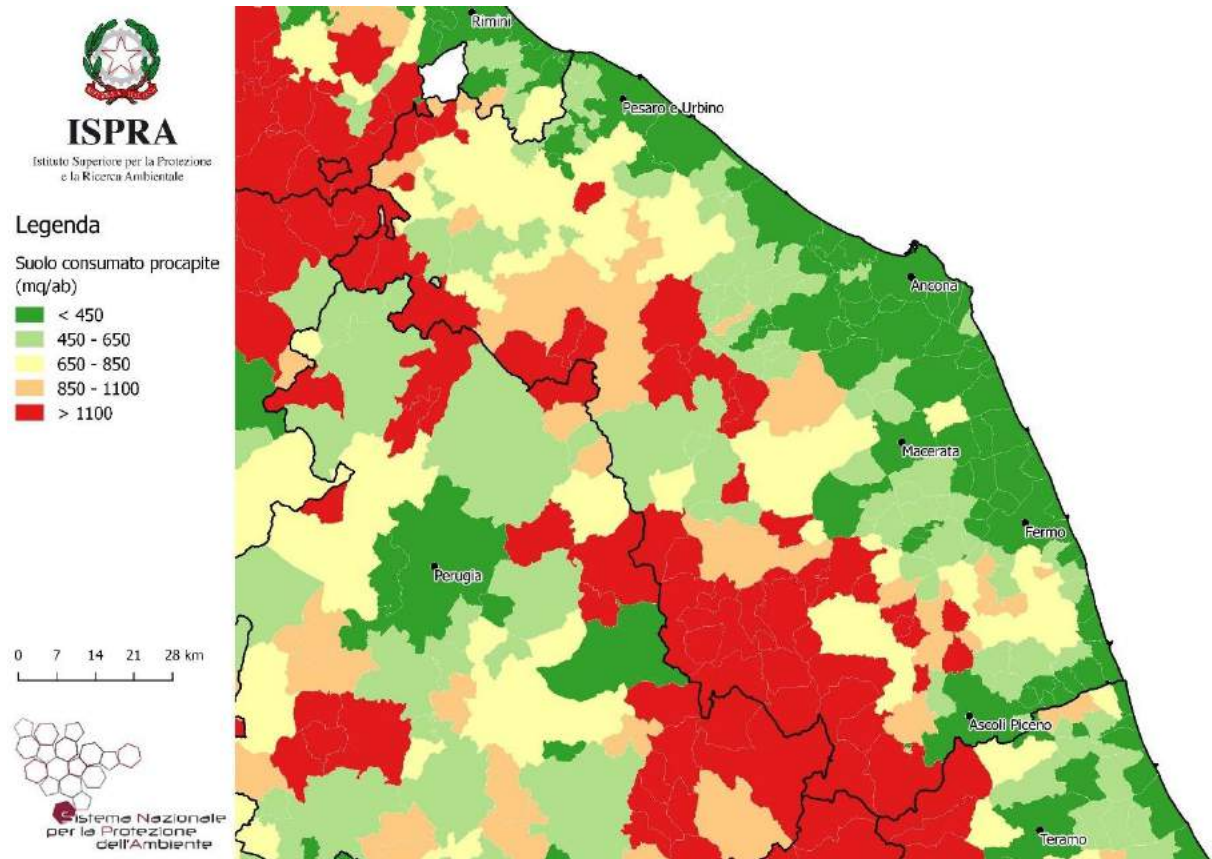 ISPRA
Istituto Superiore per la Protezione
e la Ricerca Ambientale
Legenda
Suolo consumato procapite
(mq/ab)
< 450
450 - 650
650 - 850
850 - 1100
> 1100
0 7 14 21 28 km
Sistema Nazionale
per la Protezione
dell'Ambiente
Rimini
Pesaro e Urbino
Ancona
Macerata
Fermo
Perugia
Ascoli Piceno
Teramo